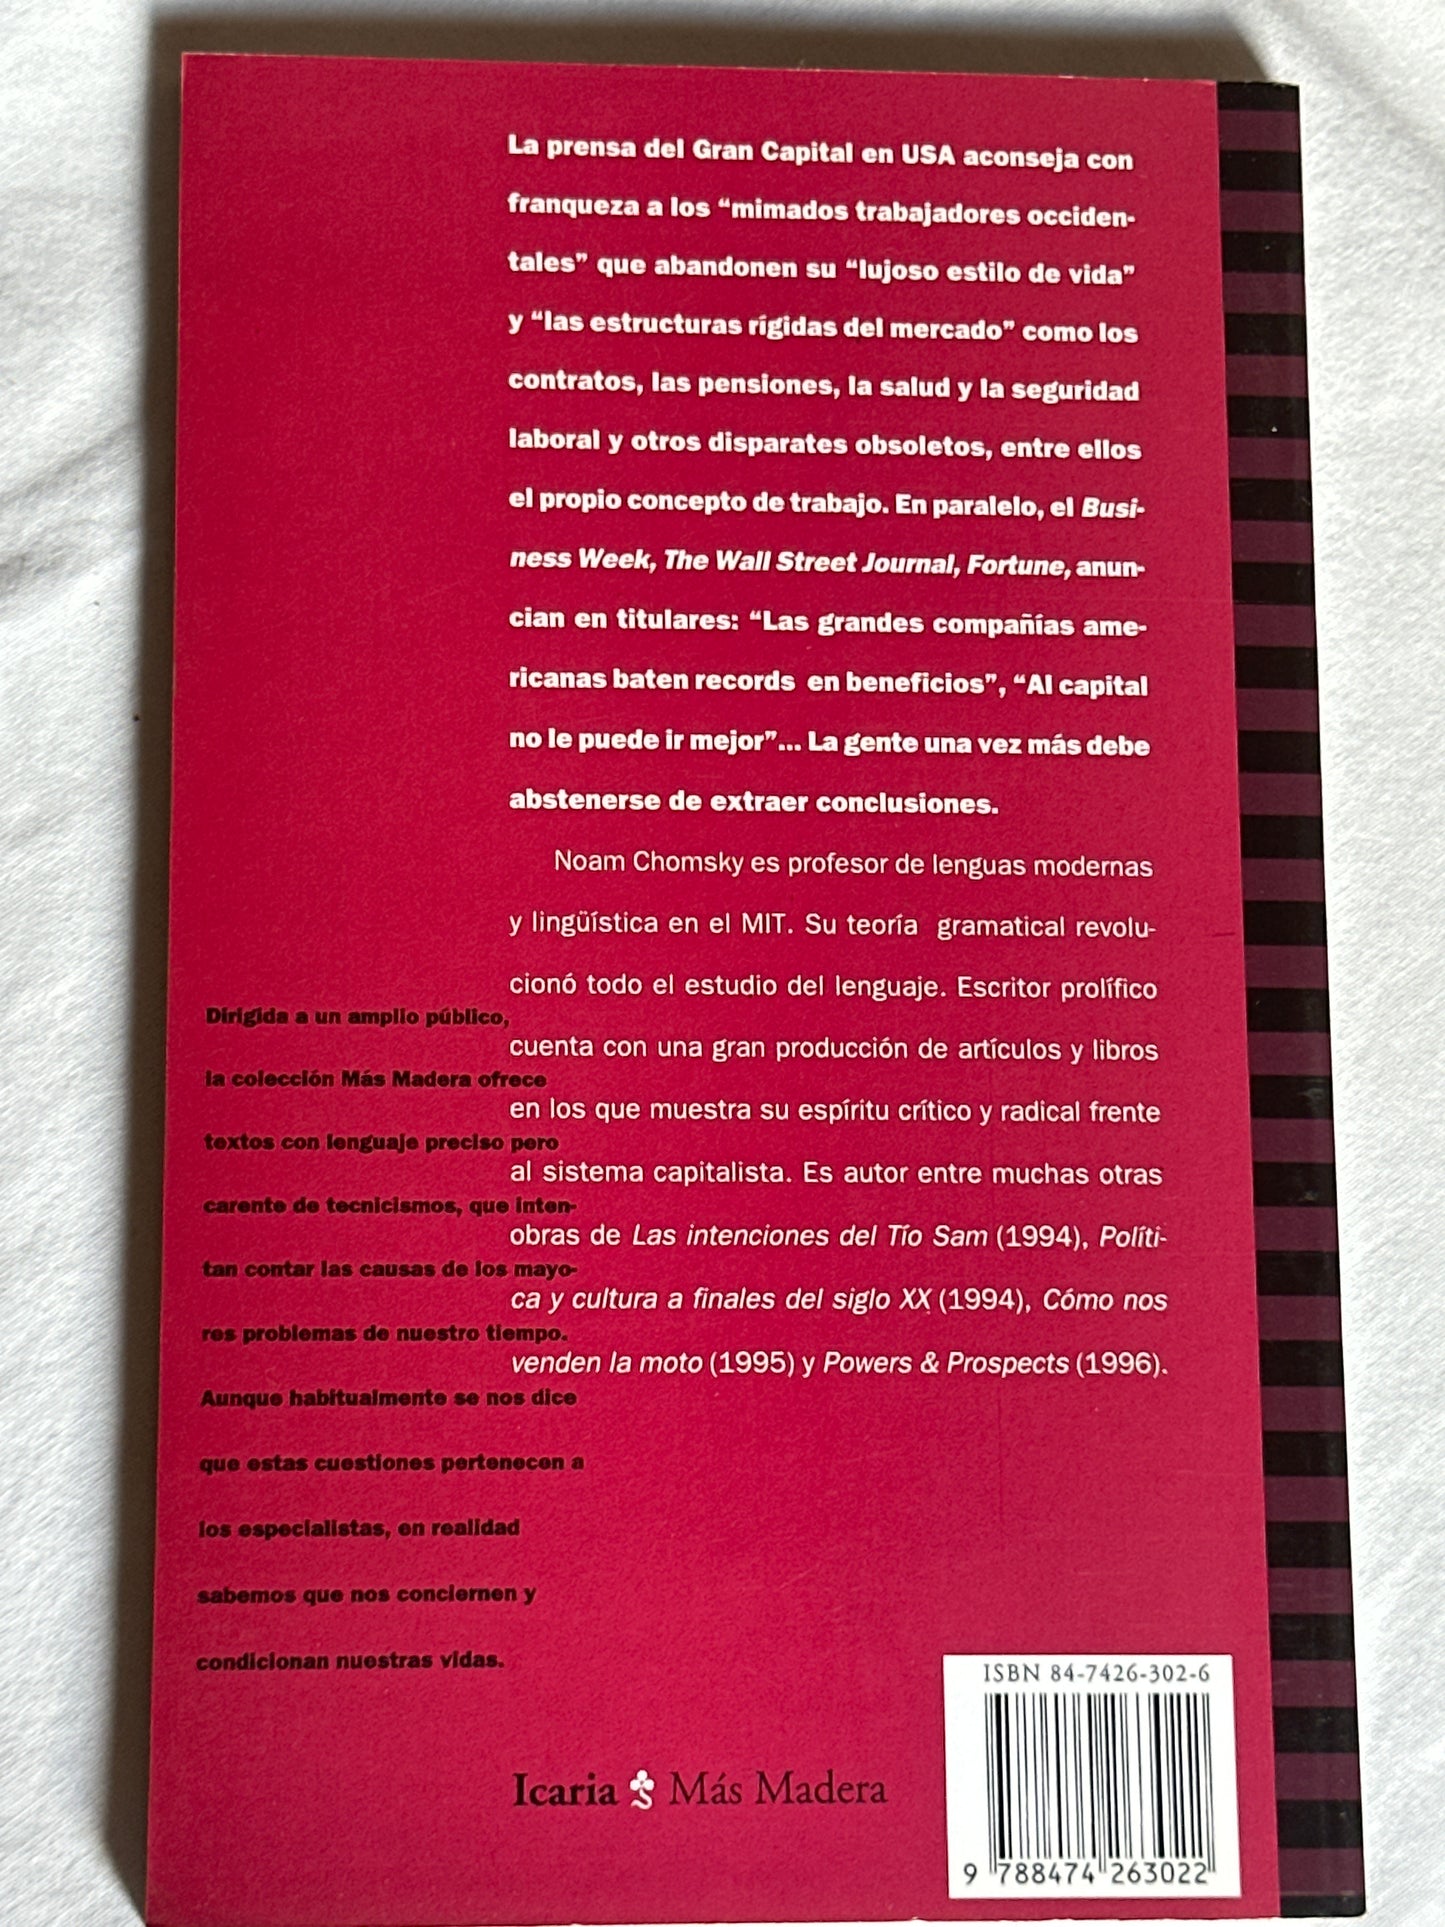 La prensa del Gran Capital en USA aconseja con
franqueza a los “mimados trabajadores occiden-
tales” que abandonen su “lujoso estilo de vida”
y “las estructuras rígidas del mercado” como los
contratos, las pensiones, la salud y la seguridad
laboral y otros disparates obsoletos, entre ellos
el propio concepto de trabajo. En paralelo, el Busi-
ness Week, The Wall Street Journal, Fortune, anun-
cian en titulares: “Las grandes compañías ame-
ricanas baten records en beneficios”, “Al capital
no le puede ir mejor”... La gente una vez más debe
abstenerse de extraer conclusiones.
Noam Chomsky es profesor de lenguas modernas
y lingüística en el MIT. Su teoría gramatical revolu-
cionó todo el estudio del lenguaje. Escritor prolífico
cuenta con una gran producción de artículos y libros
en los que muestra su espíritu crítico y radical frente
al sistema capitalista. Es autor entre muchas otras
obras de Las intenciones del Tío Sam (1994), Políti-
ca y cultura a finales del siglo XX (1994), Cómo nos
venden la moto (1995) y Powers & Prospects (1996).
Dirigida a un amplio público,
la colección Más Madera ofrece
textos con lenguaje preciso pero
carente de tecnicismos, que inten-
tan contar las causas de los mayo-
res problemas de nuestro tiempo.
Aunque habitualmente se nos dice
que estas cuestiones pertenecen a
los especialistas, en realidad
sabemos que nos conciernen y
condicionan nuestras vidas.
Icaria Más Madera
ISBN 84-7426-302-6
9 788474 263022